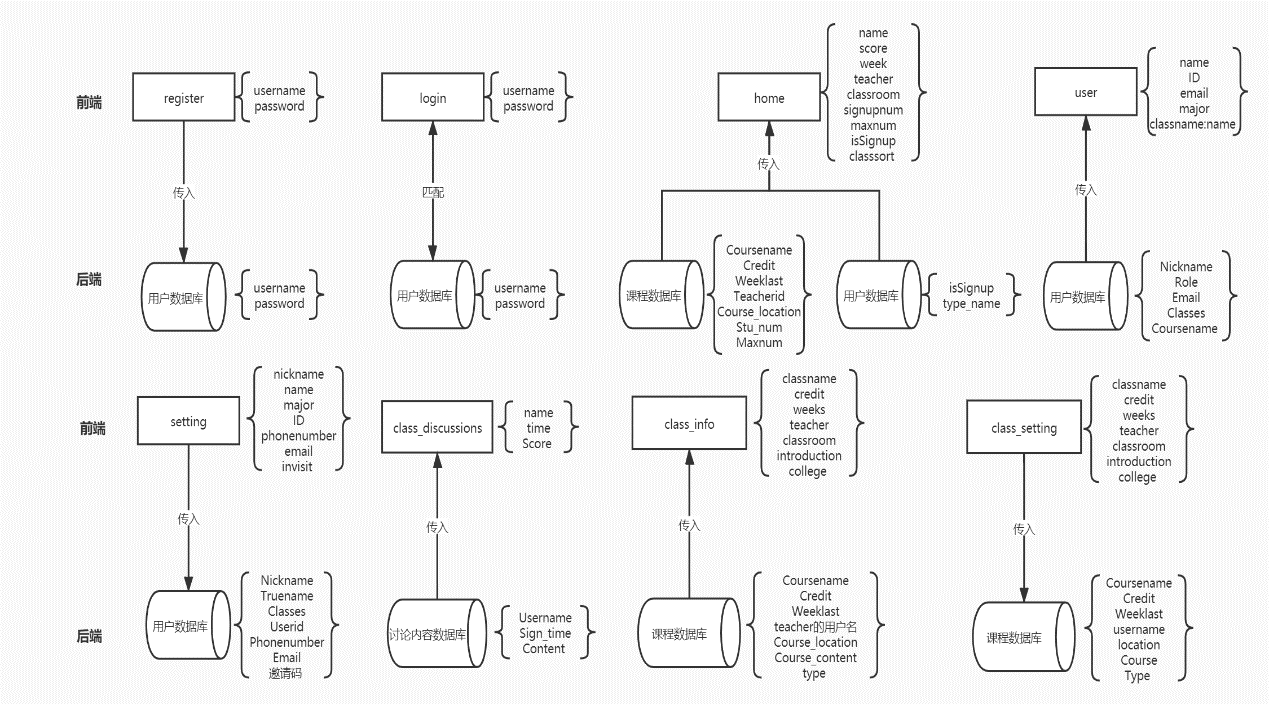 前端
register
username
password
传入
后端
用户数据库
username
password
login
username
password
匹配
用户数据库
username
password
home
name
score
week
teacher
classroom
signupnum
maxnum
isSignup
classsort
传入
课程数据库
Coursename
Credit
Weeklast
Teacherid
Course_location
Stu_num
Maxnum
用户数据库
isSignup
type_name
user
name
ID
email
major
classname:name
传入
用户数据库
Nickname
Role
Email
Classes
Coursename
前端
setting
nickname
name
major
ID
phonenumber
email
invisit
传入
后端
用户数据库
Nickname
Truename
Classes
Userid
Phonenumber
Email
邀请码
class_discussions
name
time
Score
传入
讨论内容数据库
Username
Sign_time
Content
class_info
classname
credit
weeks
teacher
classroom
introduction
college
传入
课程数据库
Coursename
Credit
Weeklast
teacher的用户名
Course_location
Course_content
type
class_setting
classname
credit
weeks
teacher
classroom
introduction
college
传入
课程数据库
Coursename
Credit
Weeklast
username
location
Course
Type